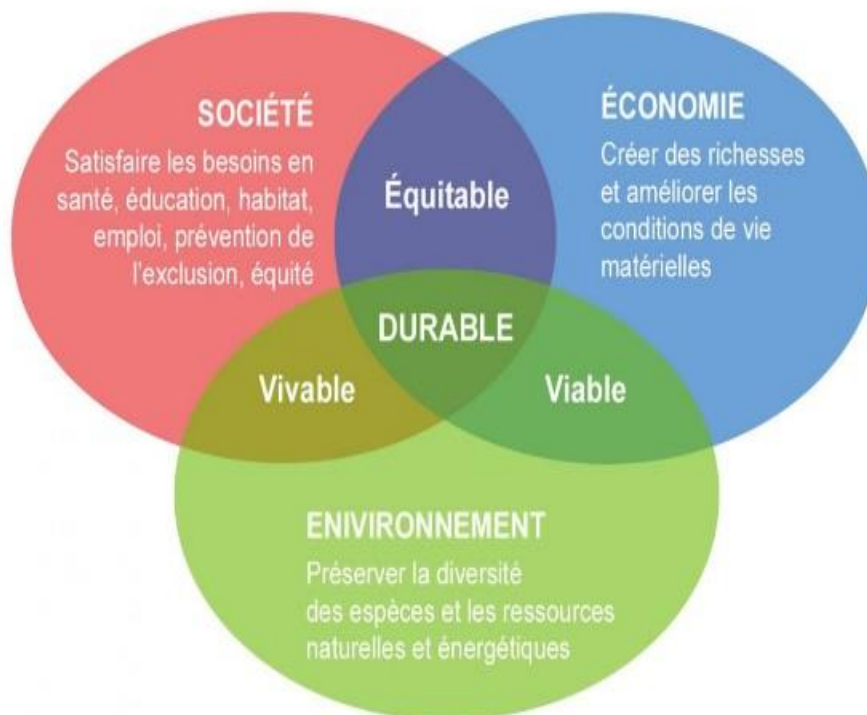 SOCIÉTÉ
Satisfaire les besoins en
santé, éducation, habitat,
emploi, prévention de
l'exclusion, équité
ÉCONOMIE
Créer des richesses
et améliorer les
conditions de vie
matérielles
Équitable
DURABLE
Vivable
Viable
ENIVIRONNEMENT
Préserver la diversité
des espèces et les ressources
naturelles et énergétiques